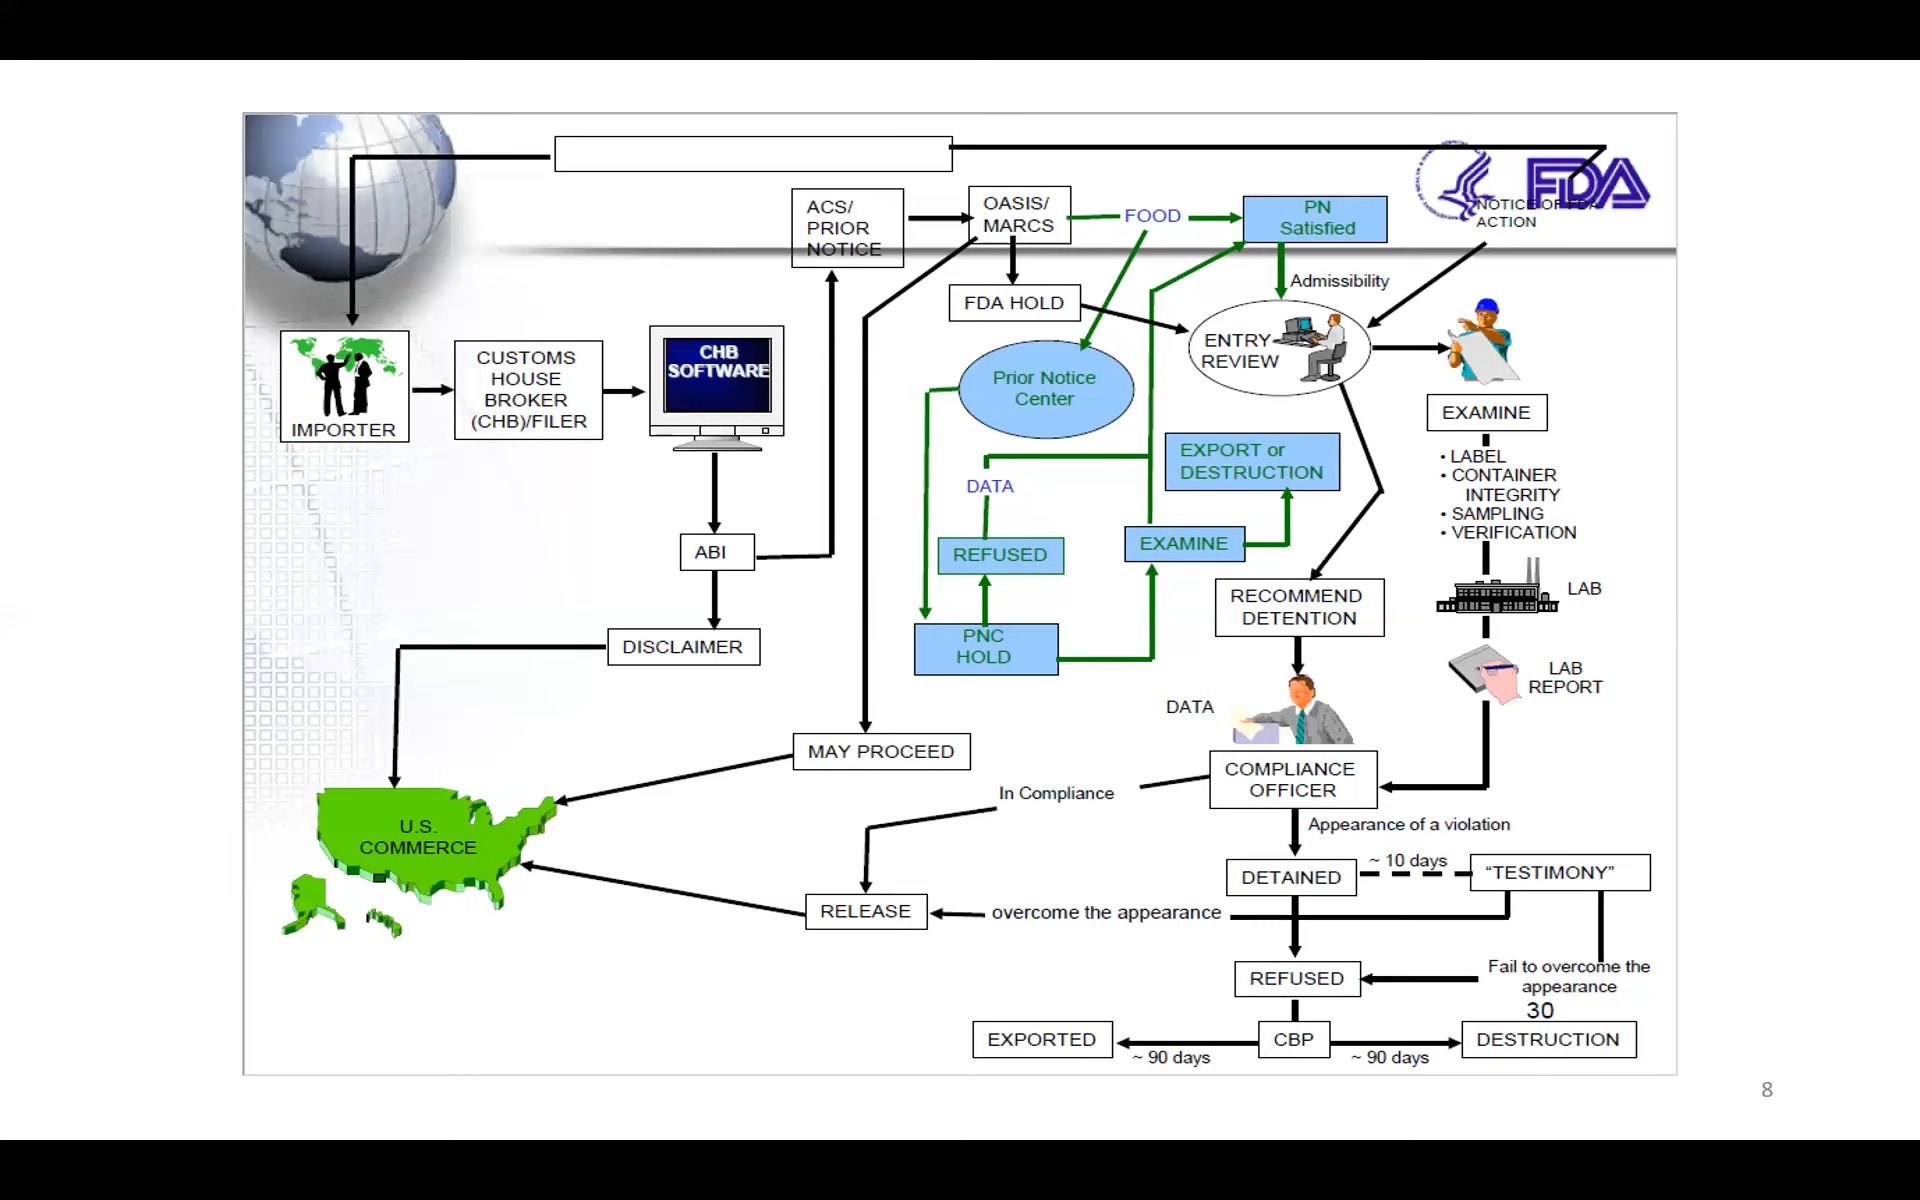 FDA
NOTICE OF FDA
ACTION
ACS/
PRIOR
NOTICE
OASIS/
MARCS
FOOD
PN
Satisfied
Admissibility
FDA HOLD
ENTRY
REVIEW
IMPORTER
CUSTOMS
HOUSE
BROKER
(CHB)/FILER
CHB
SOFTWARE
Prior Notice
Center
EXAMINE
• LABEL
• CONTAINER
INTEGRITY
• SAMPLING
• VERIFICATION
EXPORT or
DESTRUCTION
DATA
REFUSED
EXAMINE
ABI
RECOMMEND
DETENTION
LAB
DISCLAIMER
PNC
HOLD
LAB
REPORT
DATA
MAY PROCEED
COMPLIANCE
OFFICER
In Compliance
Appearance of a violation
U.S.
COMMERCE
DETAINED
~ 10 days
“TESTIMONY”
RELEASE
overcome the appearance
REFUSED
Fail to overcome the
appearance
30
EXPORTED
~ 90 days
CBP
~ 90 days
DESTRUCTION
8